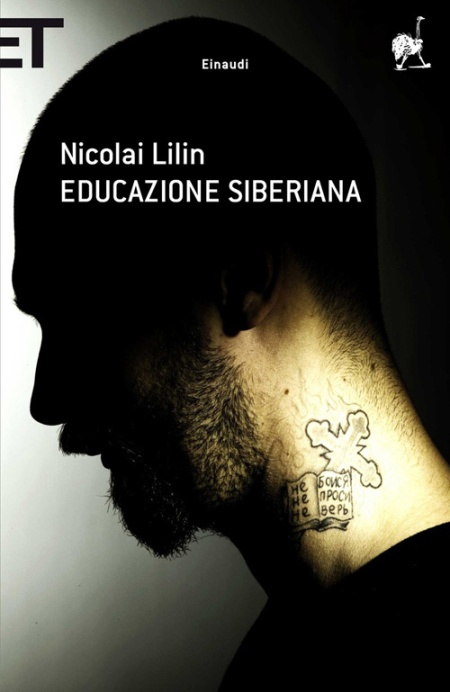 ET
Einaudi
Nicolai Lilin
EDUCAZIONE SIBERIANA
не бойся
не проси
не верь